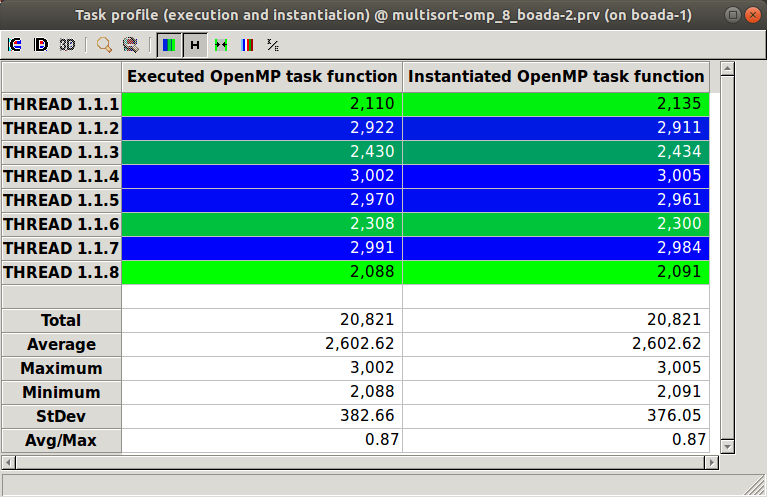 Task profile (execution and instantiation) @ multisort-omp_8_boada-2.prv (on boada-1)
3D
Executed OpenMP task function Instantiated OpenMP task function
THREAD 1.1.1 2,110 2,135
THREAD 1.1.2 2,922 2,911
THREAD 1.1.3 2,430 2,434
THREAD 1.1.4 3,002 3,005
THREAD 1.1.5 2,970 2,961
THREAD 1.1.6 2,308 2,300
THREAD 1.1.7 2,991 2,984
THREAD 1.1.8 2,088 2,091
Total 20,821 20,821
Average 2,602.62 2,602.62
Maximum 3,002 3,005
Minimum 2,088 2,091
StDev 382.66 376.05
Avg/Max 0.87 0.87